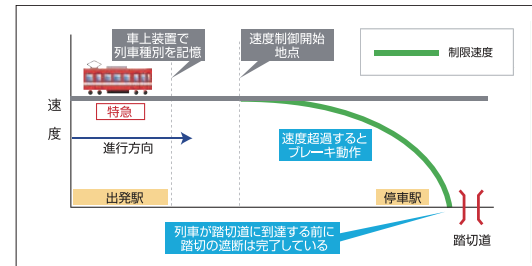 車上装置で
列車種別を記憶
速度制御開始
地点
制限速度
特急
速
度
進行方向
速度超過すると
ブレーキ動作
出発駅
停車駅
列車が踏切道に到達する前に
踏切の遮断は完了している
踏切道